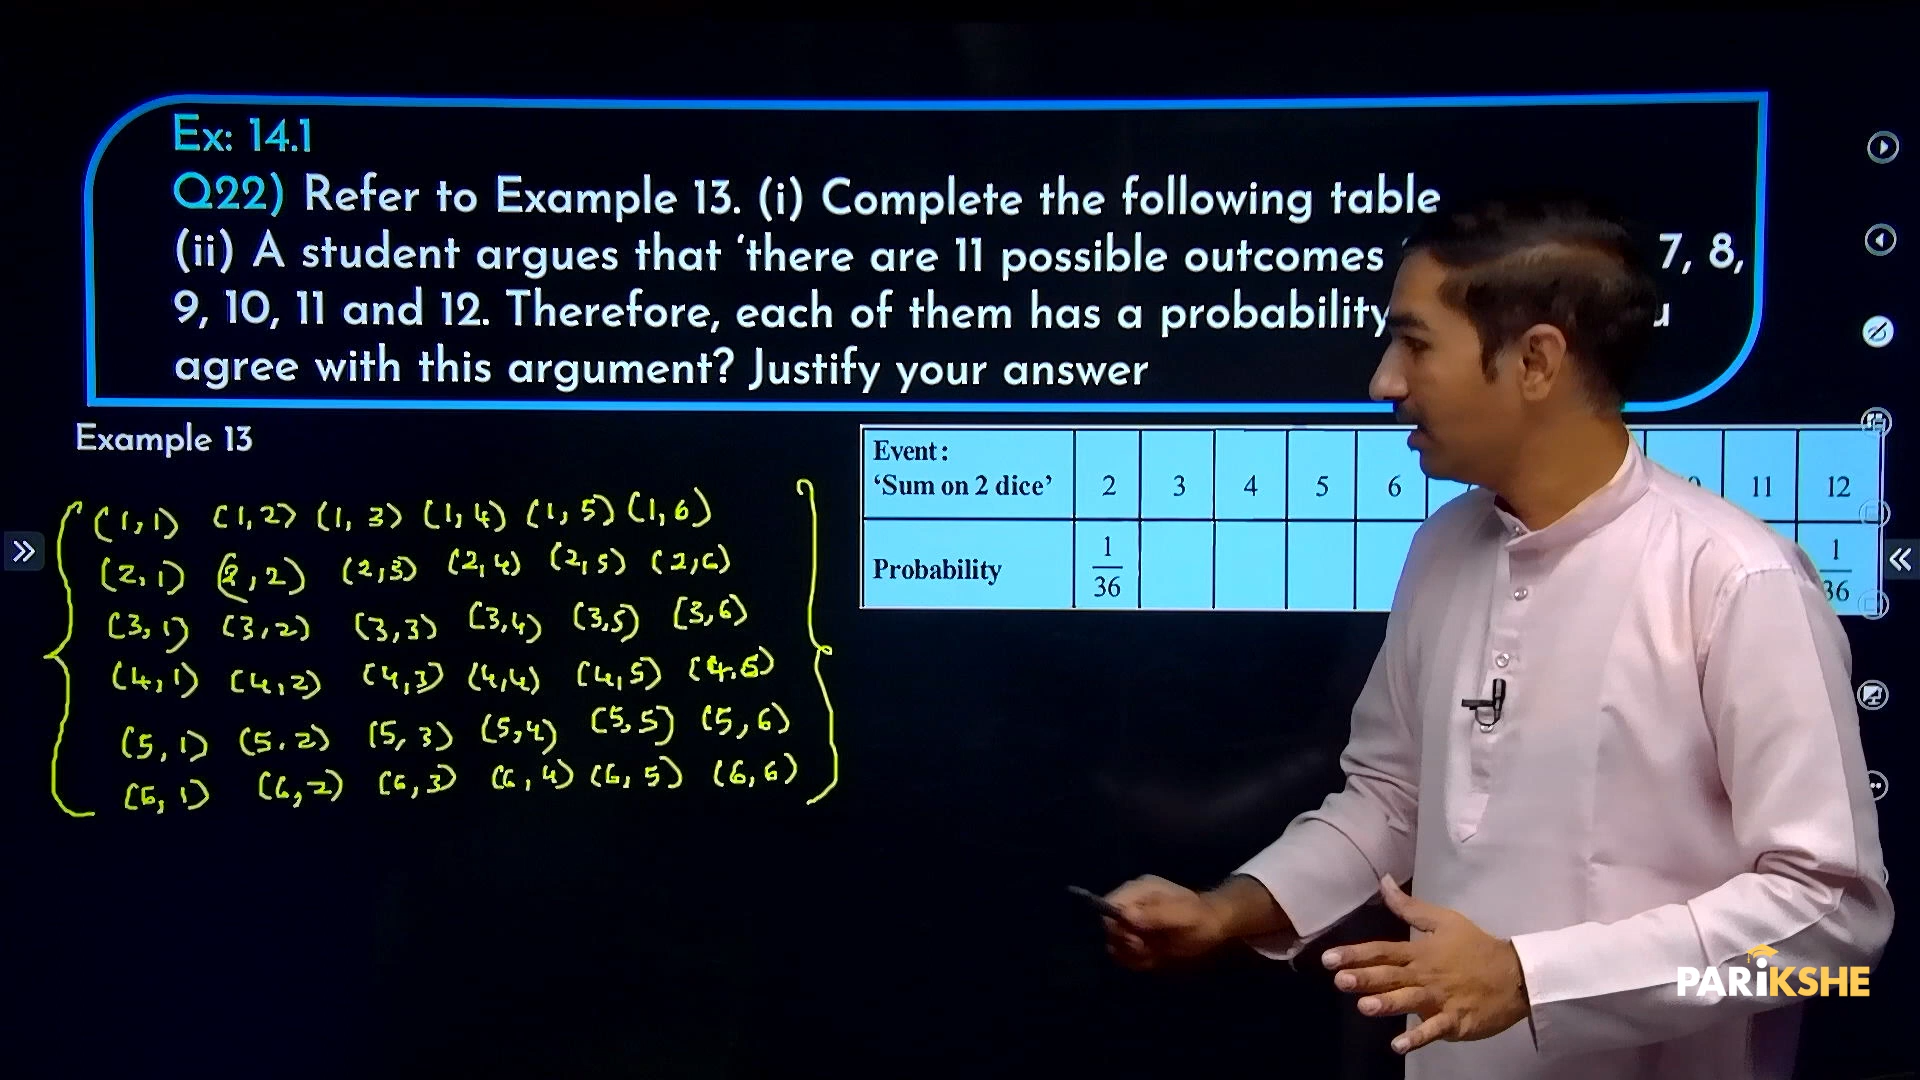 Ex: 14.1
Q22) Refer to Example 13. (i) Complete the following table
(ii) A student argues that ‘there are 11 possible outcomes 7, 8,
9, 10, 11 and 12. Therefore, each of them has a probability
agree with this argument? Justify your answer
Example 13
Event:
‘Sum on 2 dice’ 2 3 4 5 6 11 12
Probability 1/36 1/36
(1,1) (1,2) (1,3) (1,4) (1,5) (1,6)
(2,1) (2,2) (2,3) (2,4) (2,5) (2,6)
(3,1) (3,2) (3,3) (3,4) (3,5) (3,6)
(4,1) (4,2) (4,3) (4,4) (4,5) (4,6)
(5,1) (5,2) (5,3) (5,4) (5,5) (5,6)
(6,1) (6,2) (6,3) (6,4) (6,5) (6,6)
PARiKSHE